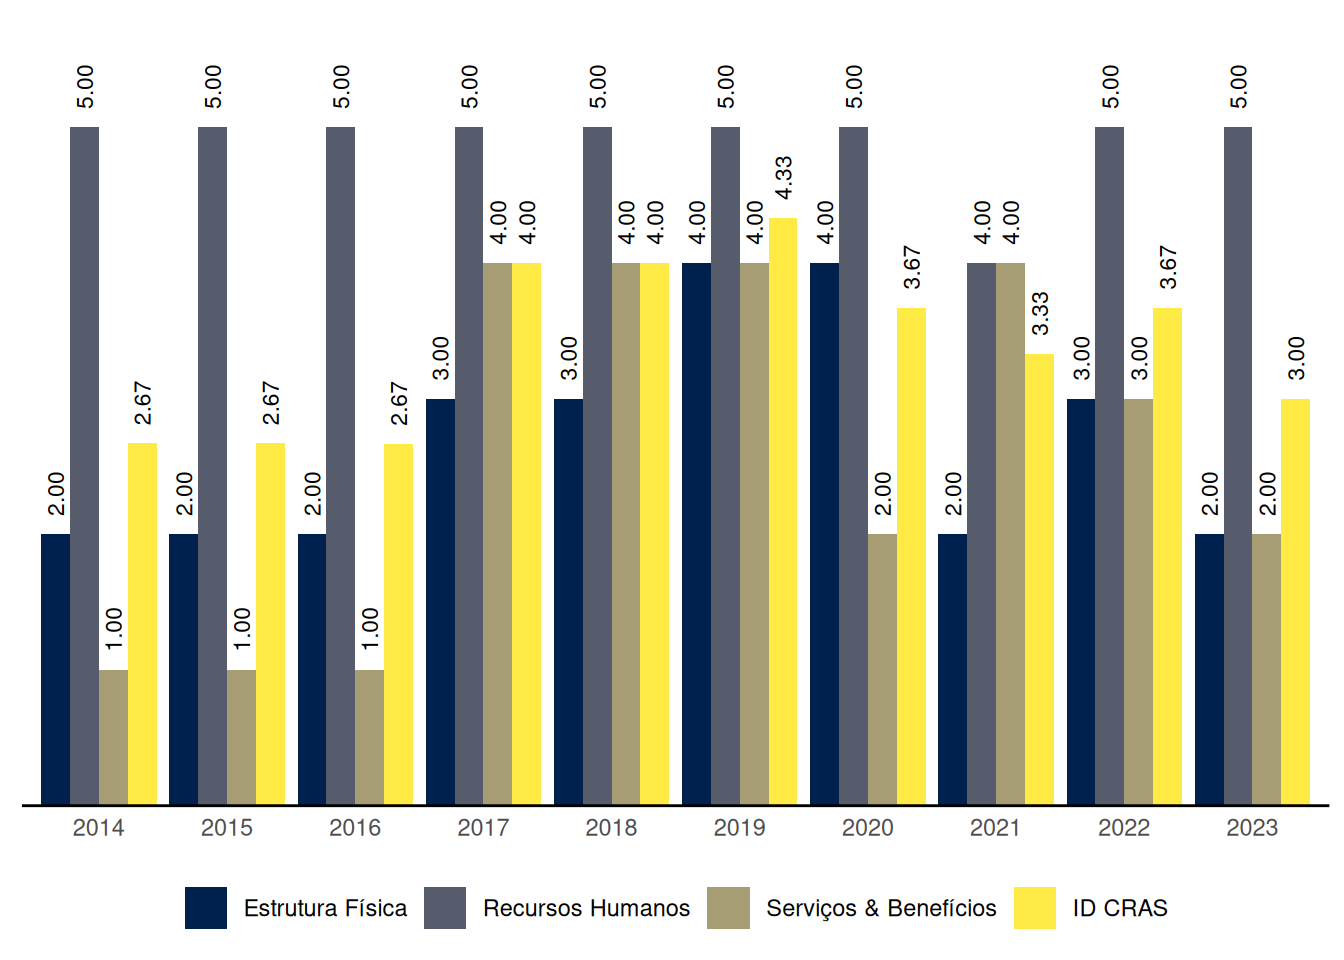 5.00 5.00 5.00 5.00 5.00 5.00 5.00 5.00 5.00
4.33
4.00 4.00 4.00 4.00 4.00 4.00 4.00 4.00 4.00
3.67 3.67
3.33
3.00 3.00 3.00 3.00 3.00
2.67 2.67 2.67
2.00 2.00 2.00 2.00 2.00 2.00 2.00
1.00 1.00 1.00
2014 2015 2016 2017 2018 2019 2020 2021 2022 2023
Estrutura Física Recursos Humanos Serviços & Benefícios ID CRAS